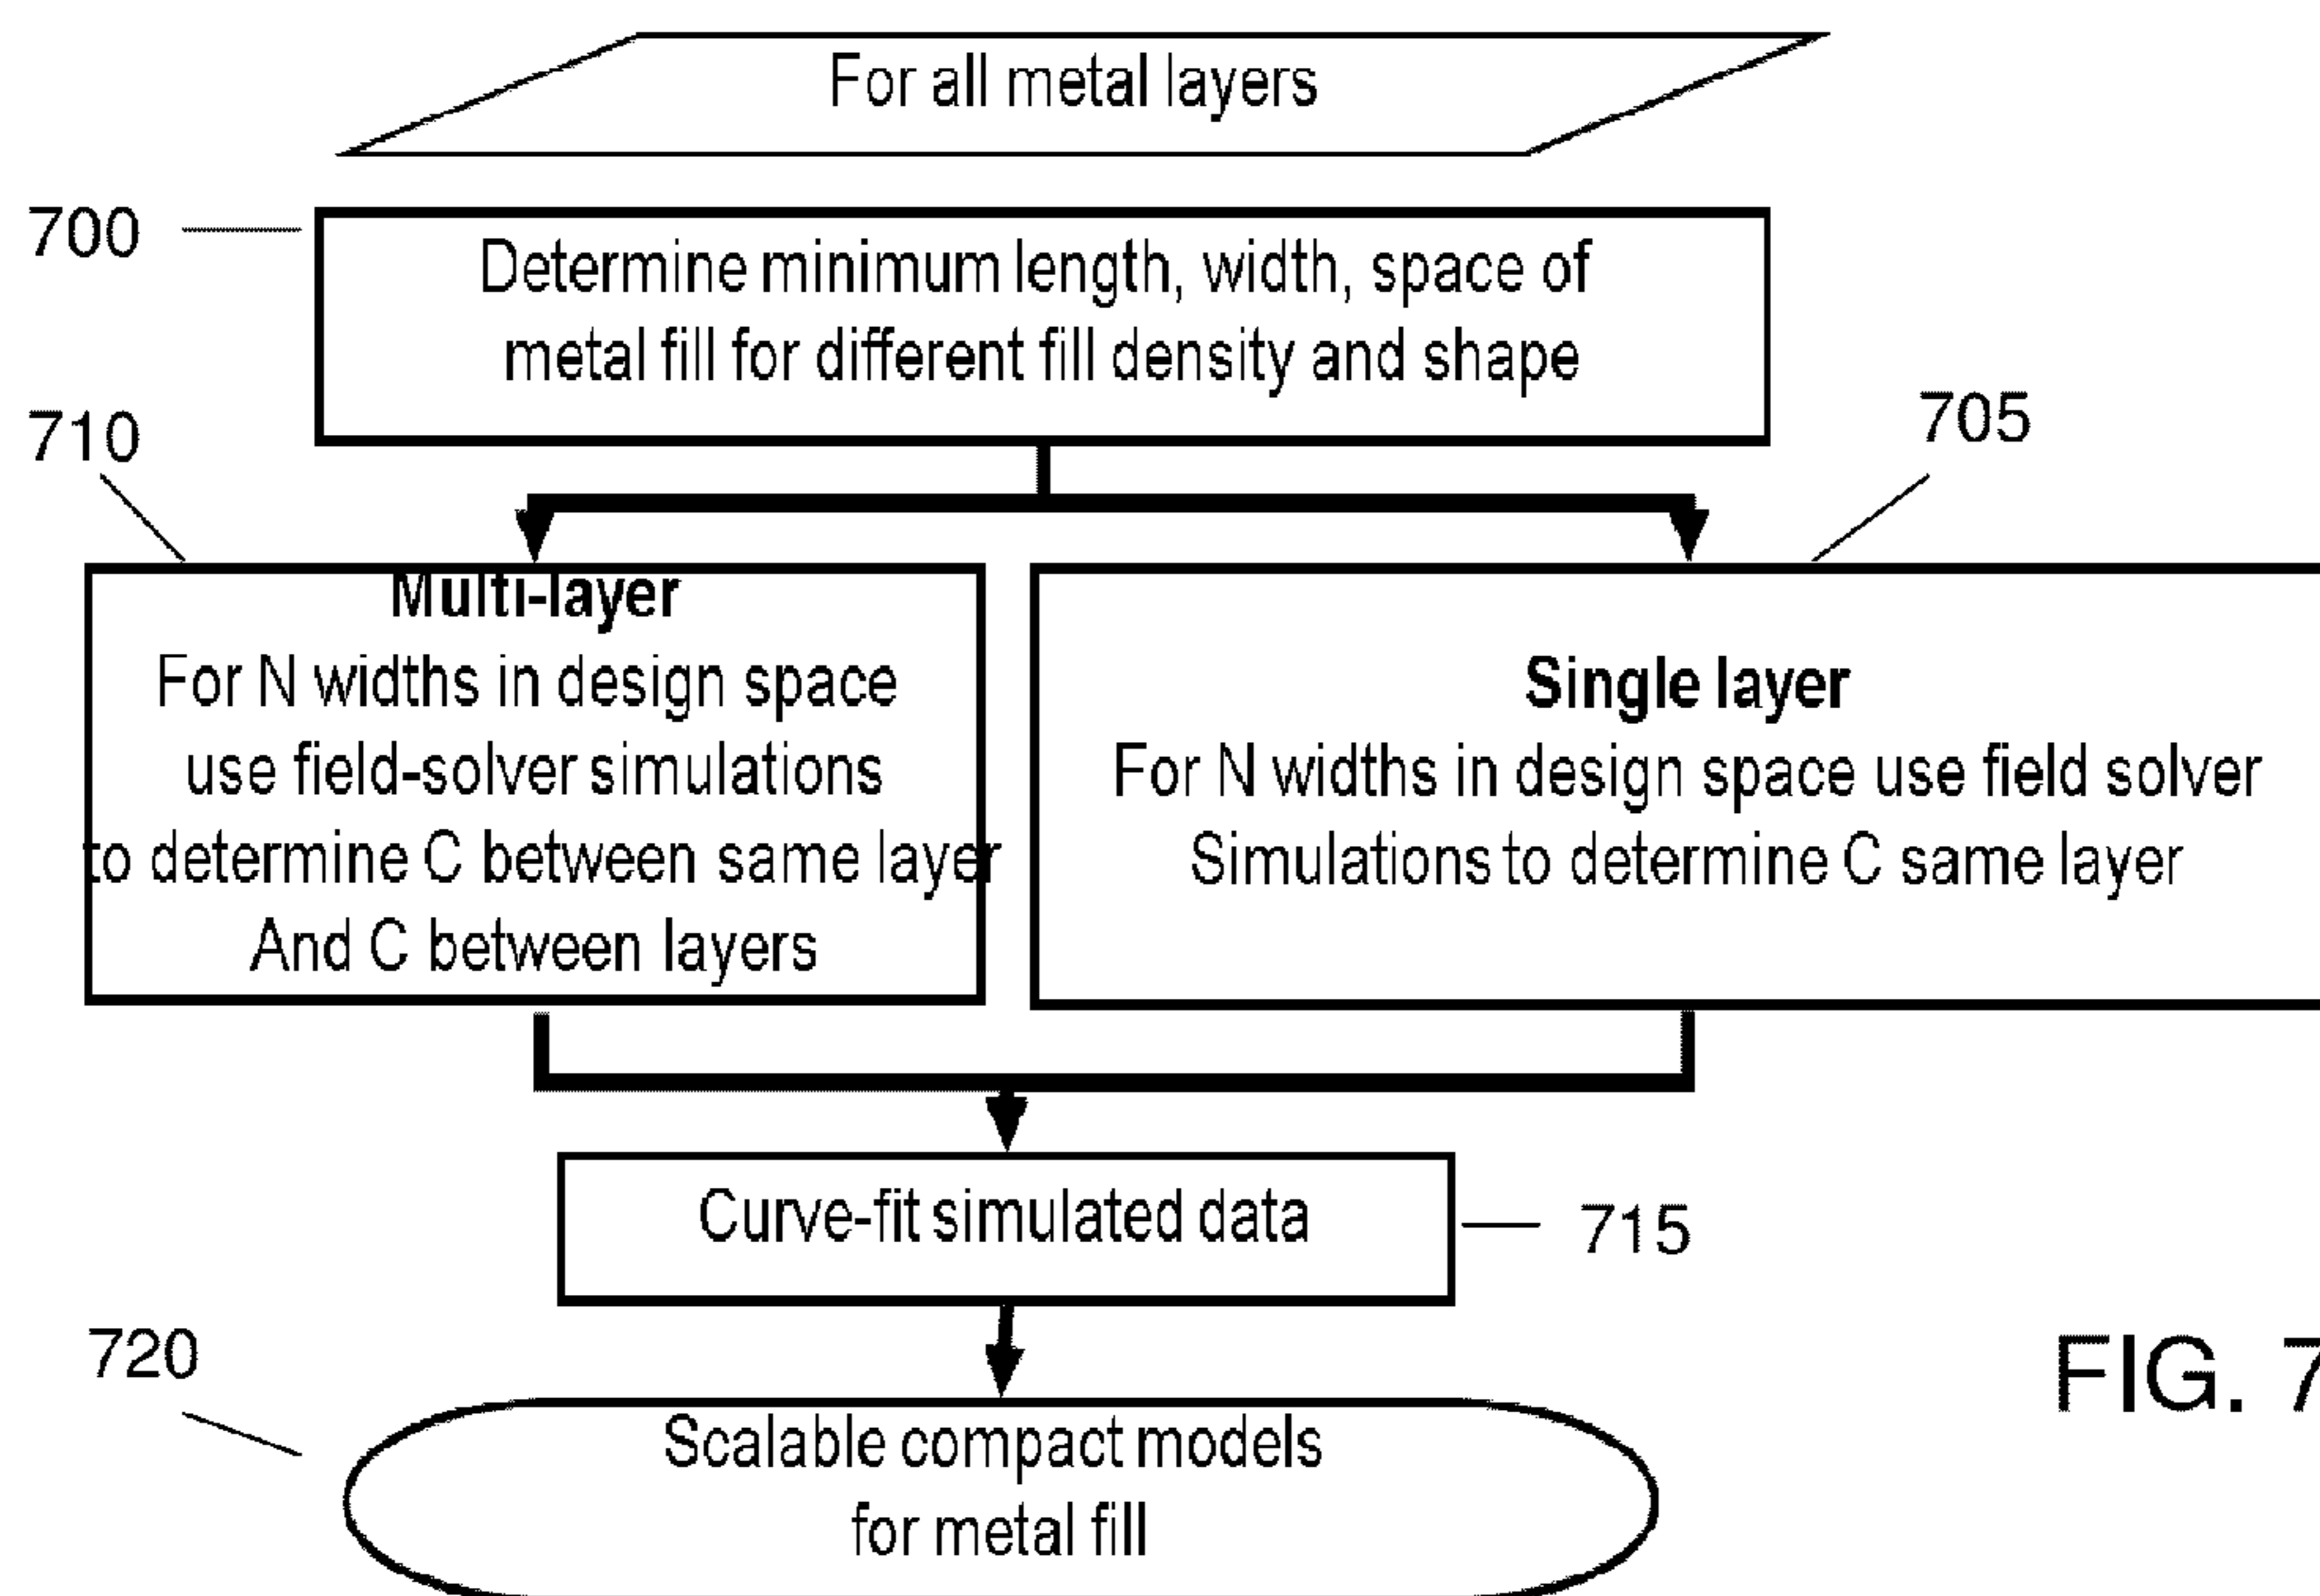 For all metal layers
700
Determine minimum length, width, space of
metal fill for different fill density and shape
710
705
Multi-layer
For N widths in design space
use field-solver simulations
to determine C between same layer
And C between layers
Single layer
For N widths in design space use field solver
Simulations to determine C same layer
Curve-fit simulated data
715
720
Scalable compact models
for metal fill
FIG. 7